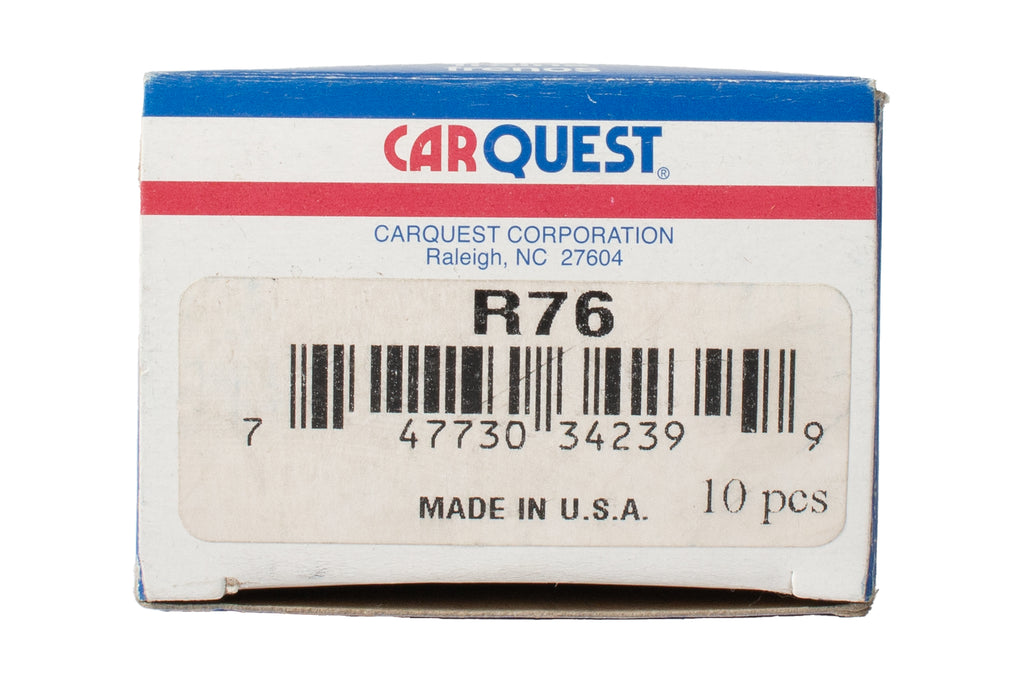 CARQUEST®
CARQUEST CORPORATION
Raleigh, NC 27604
R76
7 47730 34239 9
MADE IN U.S.A.
10 pcs